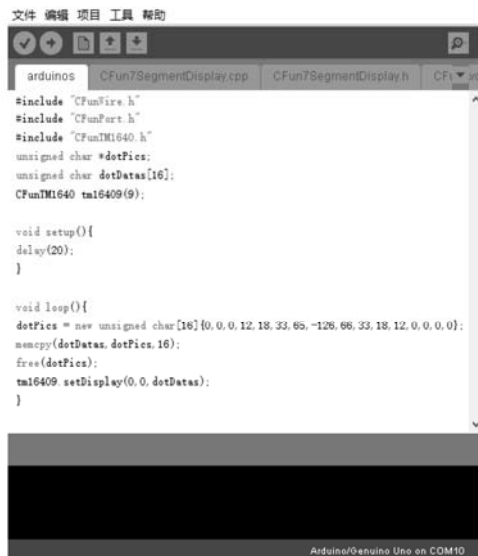 文件 编辑 项目 工具 帮助
arduinos CFun7SegmentDisplay.cpp CFun7SegmentDisplay.h
#include "CFunWire.h"
#include "CFunPort.h"
#include "CFunTM1640.h"
unsigned char *dotPics;
unsigned char dotDatas[16];
CFunTM1640 tm16409(9);
void setup(){
delay(20);
}
void loop(){
dotPics = new unsigned char[16]{0,0,0,12,18,33,65,-126,66,33,18,12,0,0,0,0};
memcpy(dotDatas,dotPics,16);
free(dotPics);
tm16409.setDisplay(0,0,dotDatas);
}
Arduino/Genuino Uno on COM10